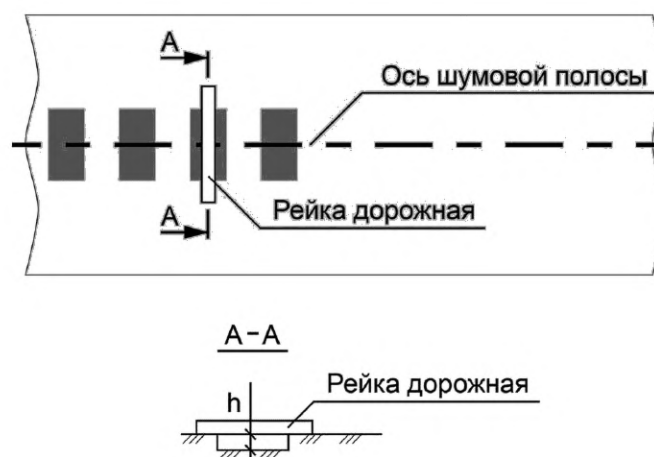 А
Ось шумовой полосы
А
Рейка дорожная
А – А
Рейка дорожная
h